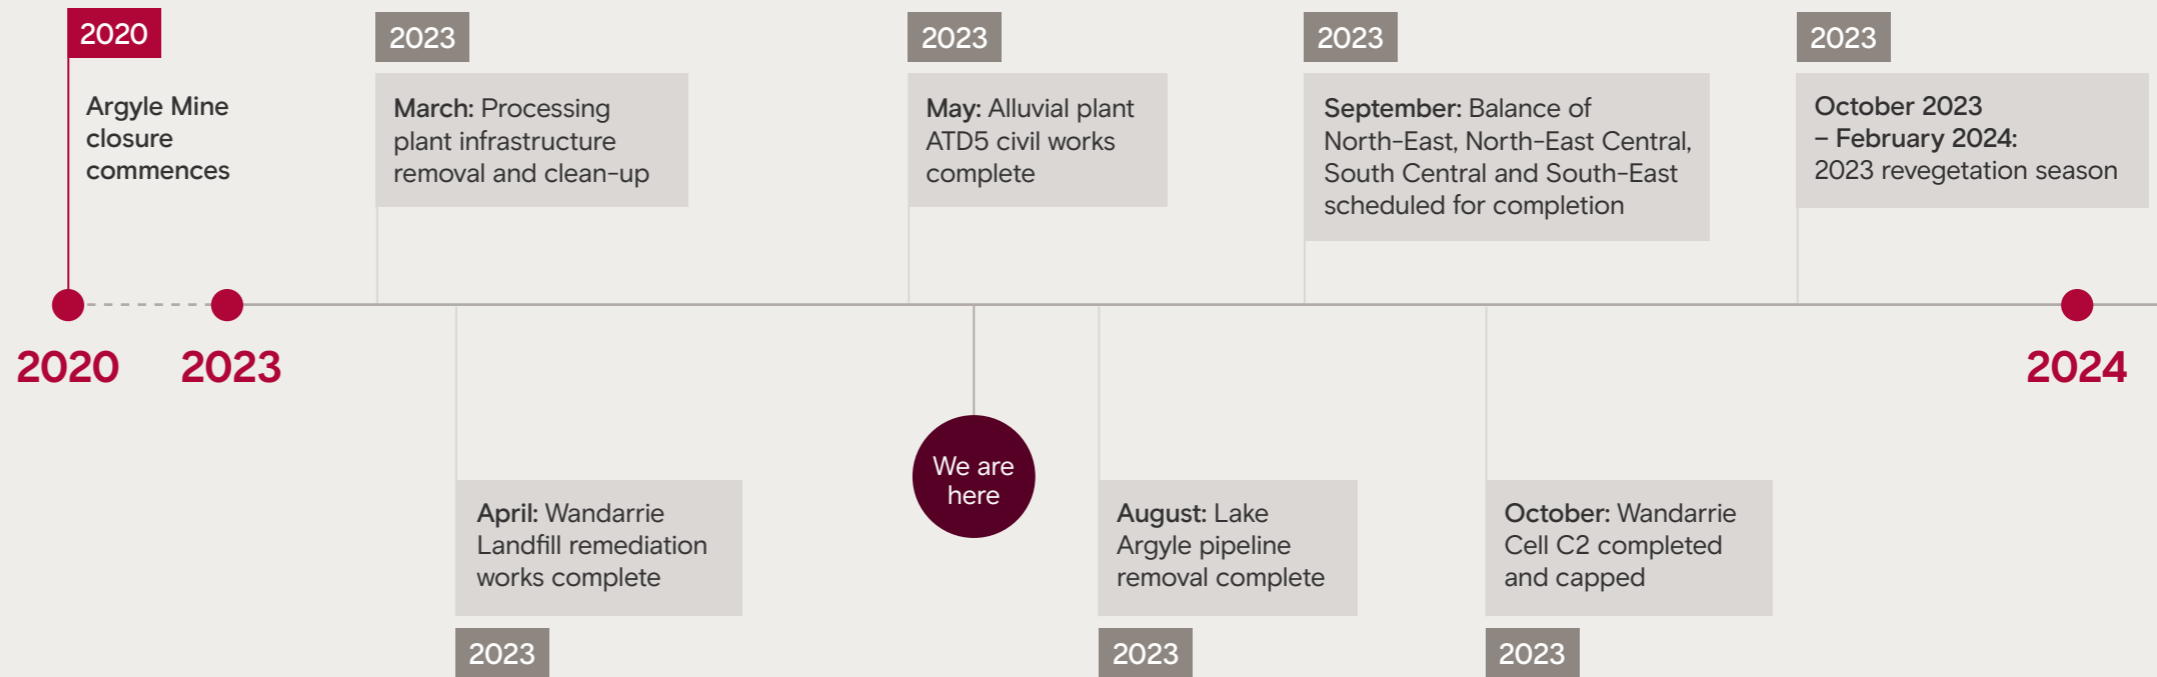 2020
Argyle Mine
closure
commences
2023
March: Processing
plant infrastructure
removal and clean-up
2023
May: Alluvial plant
ATD5 civil works
complete
2023
September: Balance of
North-East, North-East Central,
South Central and South-East
scheduled for completion
2023
October 2023
– February 2024:
2023 revegetation season
2020
2023
2024
April: Wandarrie
Landfill remediation
works complete
2023
We are
here
August: Lake
Argyle pipeline
removal complete
2023
October: Wandarrie
Cell C2 completed
and capped
2023